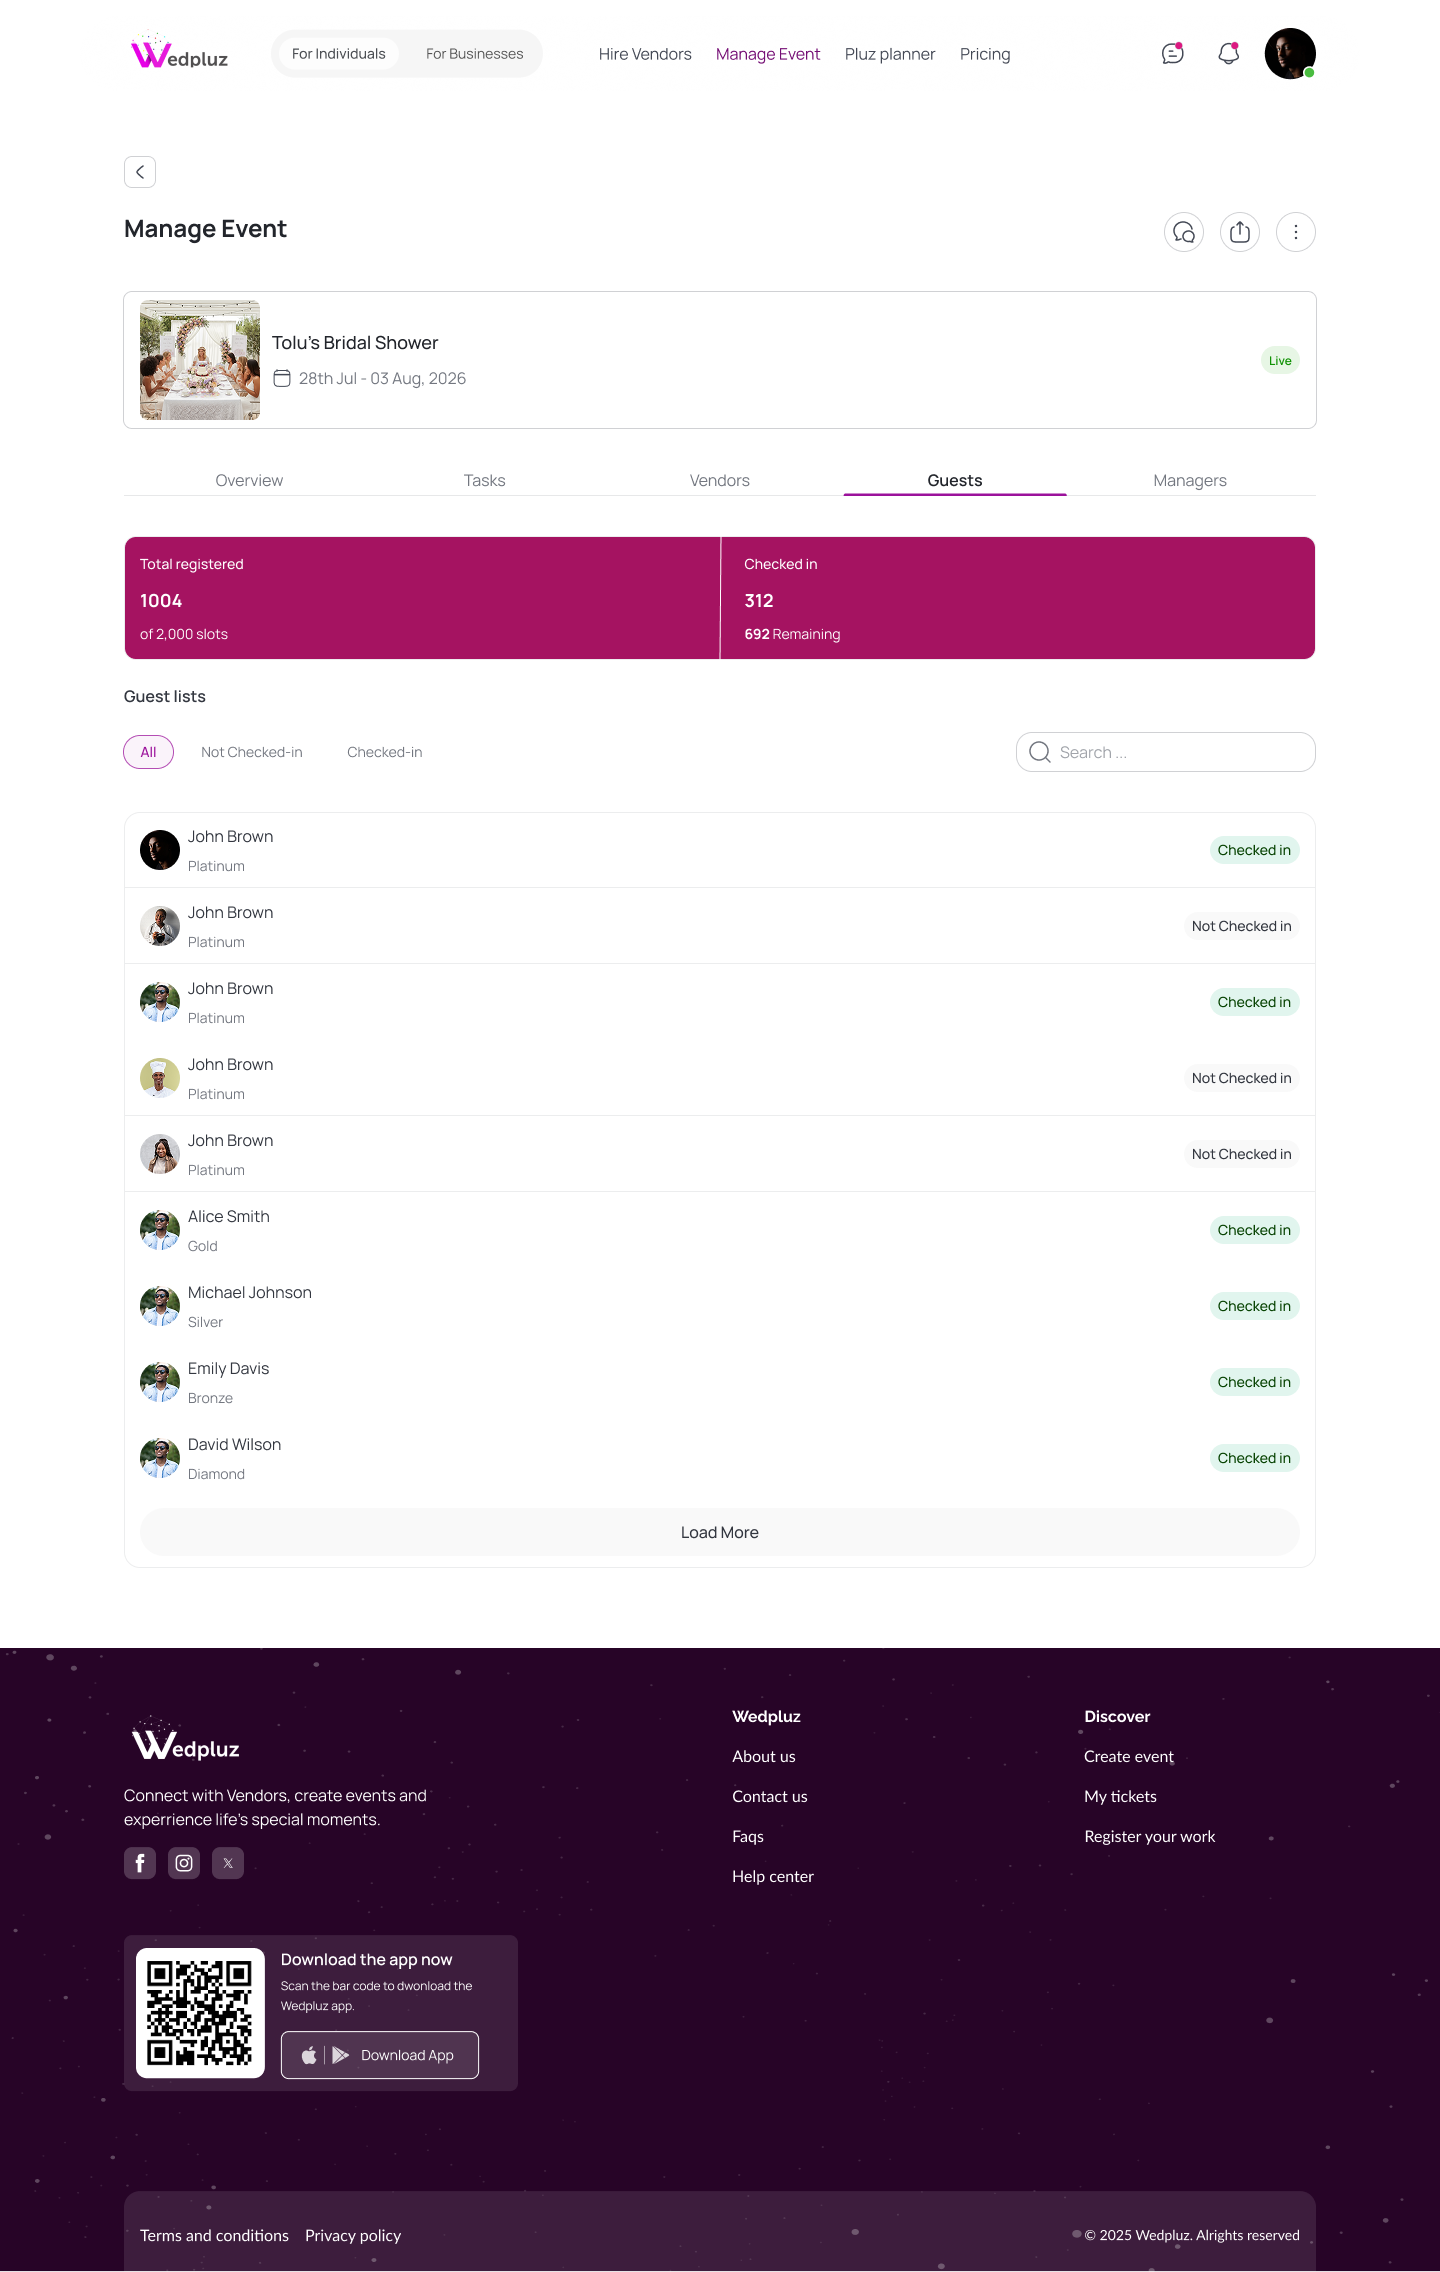 Wedpluz
For Individuals
For Businesses
Hire Vendors
Manage Event
Pluz planner
Pricing
Manage Event
Tolu's Bridal Shower
28th Jul - 03 Aug, 2026
Live
Overview
Tasks
Vendors
Guests
Managers
Total registered
1004
of 2,000 slots
Checked in
312
692 Remaining
Guest lists
All
Not Checked-in
Checked-in
Search ...
John Brown
Platinum
Checked in
John Brown
Platinum
Not Checked in
John Brown
Platinum
Checked in
John Brown
Platinum
Not Checked in
John Brown
Platinum
Not Checked in
Alice Smith
Gold
Checked in
Michael Johnson
Silver
Checked in
Emily Davis
Bronze
Checked in
David Wilson
Diamond
Checked in
Load More
Wedpluz
Connect with Vendors, create events and
experrience life's special moments.
Wedpluz
About us
Contact us
Faqs
Help center
Discover
Create event
My tickets
Register your work
Download the app now
Scan the bar code to dwonload the
Wedpluz app.
Download App
Terms and conditions
Privacy policy
© 2025 Wedpluz. Alrights reserved